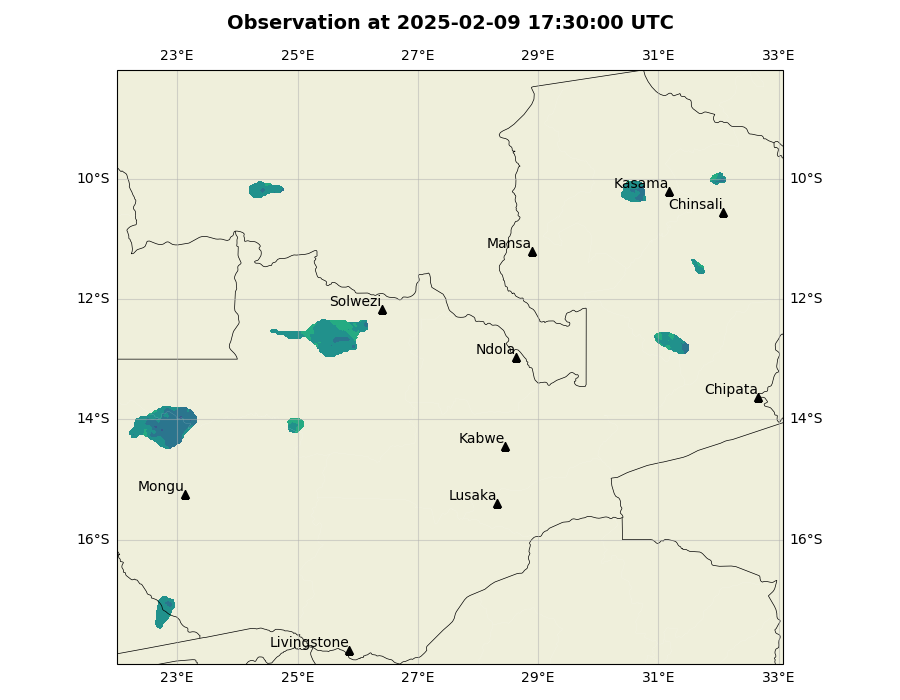 Observation at 2025-02-09 17:30:00 UTC
23°E 25°E 27°E 29°E 31°E 33°E
10°S 10°S
Kasama
Chinsali
Mansa
12°S 12°S
Solwezi
Ndola
Chipata
14°S 14°S
Kabwe
Mongu
Lusaka
16°S 16°S
Livingstone
23°E 25°E 27°E 29°E 31°E 33°E